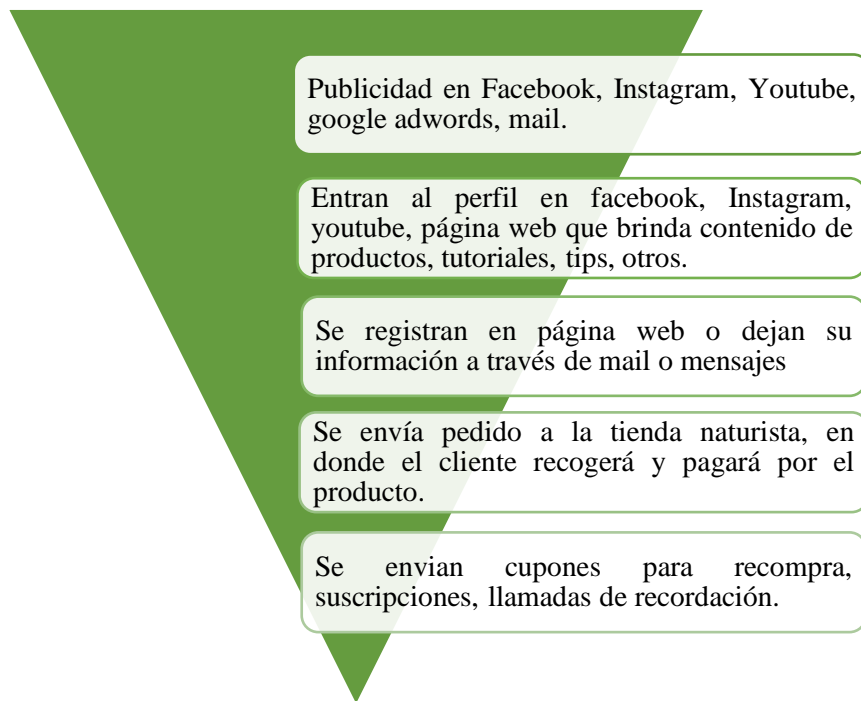 Publicidad en Facebook, Instagram, Youtube,
google adwords, mail.
Entran al perfil en facebook, Instagram,
youtube, página web que brinda contenido de
productos, tutoriales, tips, otros.
Se registran en página web o dejan su
información a través de mail o mensajes
Se envía pedido a la tienda naturista, en
donde el cliente recogerá y pagará por el
producto.
Se envian cupones para recompra,
suscripciones, llamadas de recordación.